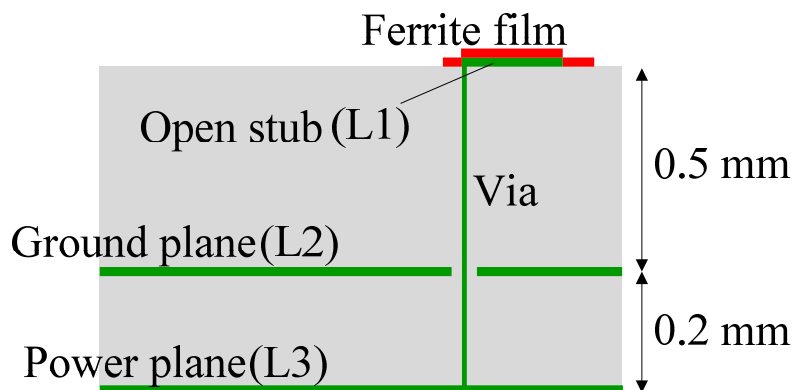 Ferrite film
Open stub (L1)
0.5 mm
Via
Ground plane(L2)
0.2 mm
Power plane(L3)